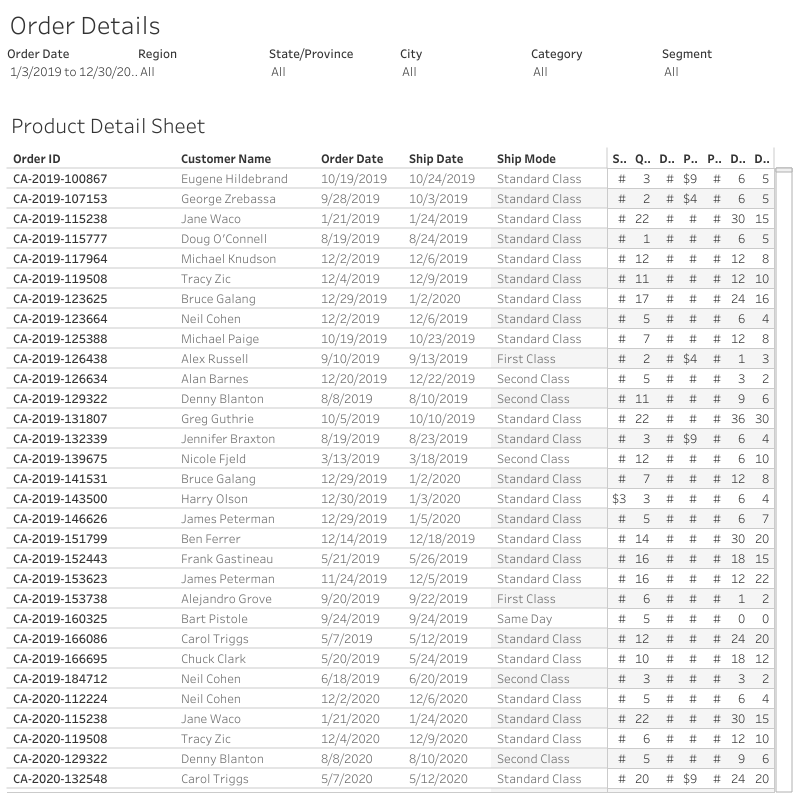 Order Details
Order Date Region State/Province City Category Segment
1/3/2019 to 12/30/20.. All All All All All
Product Detail Sheet
Order ID Customer Name Order Date Ship Date Ship Mode S.. Q.. D.. P.. P.. D.. D..
CA-2019-100867 Eugene Hildebrand 10/19/2019 10/24/2019 Standard Class # 3 # $9 # 6 5
CA-2019-107153 George Zrebassa 9/28/2019 10/3/2019 Standard Class # 2 # $4 # 6 5
CA-2019-115238 Jane Waco 1/21/2019 1/24/2019 Standard Class # 22 # # # 30 15
CA-2019-115777 Doug O'Connell 8/19/2019 8/24/2019 Standard Class # 1 # # # 6 5
CA-2019-117964 Michael Knudson 12/2/2019 12/6/2019 Standard Class # 12 # # # 12 8
CA-2019-119508 Tracy Zic 12/4/2019 12/9/2019 Standard Class # 11 # # # 12 10
CA-2019-123625 Bruce Galang 12/29/2019 1/2/2020 Standard Class # 17 # # # 24 16
CA-2019-123664 Neil Cohen 12/2/2019 12/6/2019 Standard Class # 5 # # # 6 4
CA-2019-125388 Michael Paige 10/19/2019 10/23/2019 Standard Class # 7 # # # 12 8
CA-2019-126438 Alex Russell 9/10/2019 9/13/2019 First Class # 2 # $4 # 1 3
CA-2019-126634 Alan Barnes 12/20/2019 12/22/2019 Second Class # 5 # # # 3 2
CA-2019-129322 Denny Blanton 8/8/2019 8/10/2019 Second Class # 11 # # # 9 6
CA-2019-131807 Greg Guthrie 10/5/2019 10/10/2019 Standard Class # 22 # # # 36 30
CA-2019-132339 Jennifer Braxton 8/19/2019 8/23/2019 Standard Class # 3 # $9 # 6 4
CA-2019-139675 Nicole Fjeld 3/13/2019 3/18/2019 Second Class # 12 # # # 6 10
CA-2019-141531 Bruce Galang 12/29/2019 1/2/2020 Standard Class # 7 # # # 12 8
CA-2019-143500 Harry Olson 12/30/2019 1/3/2020 Standard Class $3 3 # # # 6 4
CA-2019-146626 James Peterman 12/29/2019 1/5/2020 Standard Class # 5 # # # 6 7
CA-2019-151799 Ben Ferrer 12/14/2019 12/18/2019 Standard Class # 14 # # # 30 20
CA-2019-152443 Frank Gastineau 5/21/2019 5/26/2019 Standard Class # 16 # # # 18 15
CA-2019-153623 James Peterman 11/24/2019 12/5/2019 Standard Class # 16 # # # 12 22
CA-2019-153738 Alejandro Grove 9/20/2019 9/22/2019 First Class # 6 # # # 1 2
CA-2019-160325 Bart Pistole 9/24/2019 9/24/2019 Same Day # 5 # # # 0 0
CA-2019-166086 Carol Triggs 5/7/2019 5/12/2019 Standard Class # 12 # # # 24 20
CA-2019-166695 Chuck Clark 5/20/2019 5/24/2019 Standard Class # 10 # # # 18 12
CA-2019-184712 Neil Cohen 6/18/2019 6/20/2019 Second Class # 3 # # # 3 2
CA-2020-112224 Neil Cohen 12/2/2020 12/6/2020 Standard Class # 5 # # # 6 4
CA-2020-115238 Jane Waco 1/21/2020 1/24/2020 Standard Class # 22 # # # 30 15
CA-2020-119508 Tracy Zic 12/4/2020 12/9/2020 Standard Class # 6 # # # 12 10
CA-2020-129322 Denny Blanton 8/8/2020 8/10/2020 Second Class # 5 # # # 9 6
CA-2020-132548 Carol Triggs 5/7/2020 5/12/2020 Standard Class # 20 # $9 # 24 20